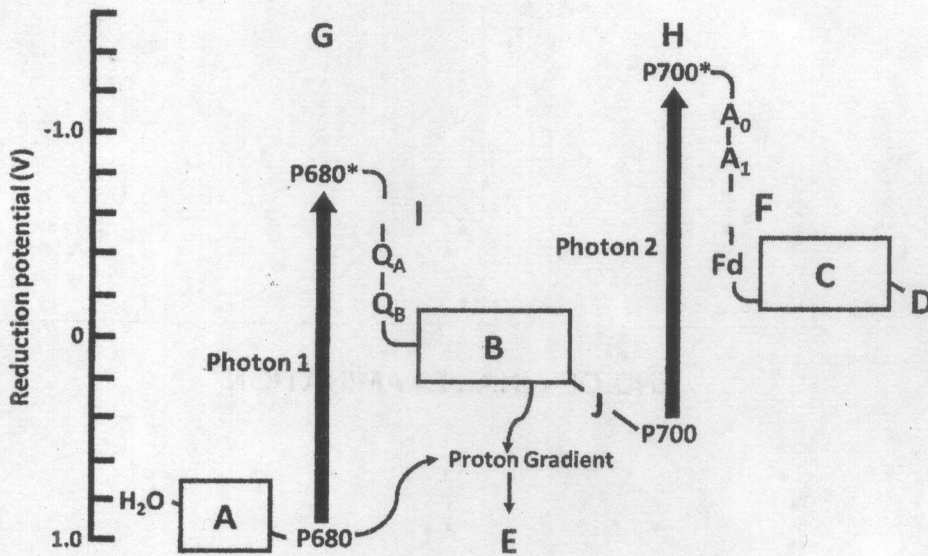 G
H
P700*
A0
-1.0
A1
P680*
I
F
Photon 2
QA
Fd
C
D
QB
Reduction potential (V)
0
B
Photon 1
J
P700
Proton Gradient
H2O
A
1.0
P680
E